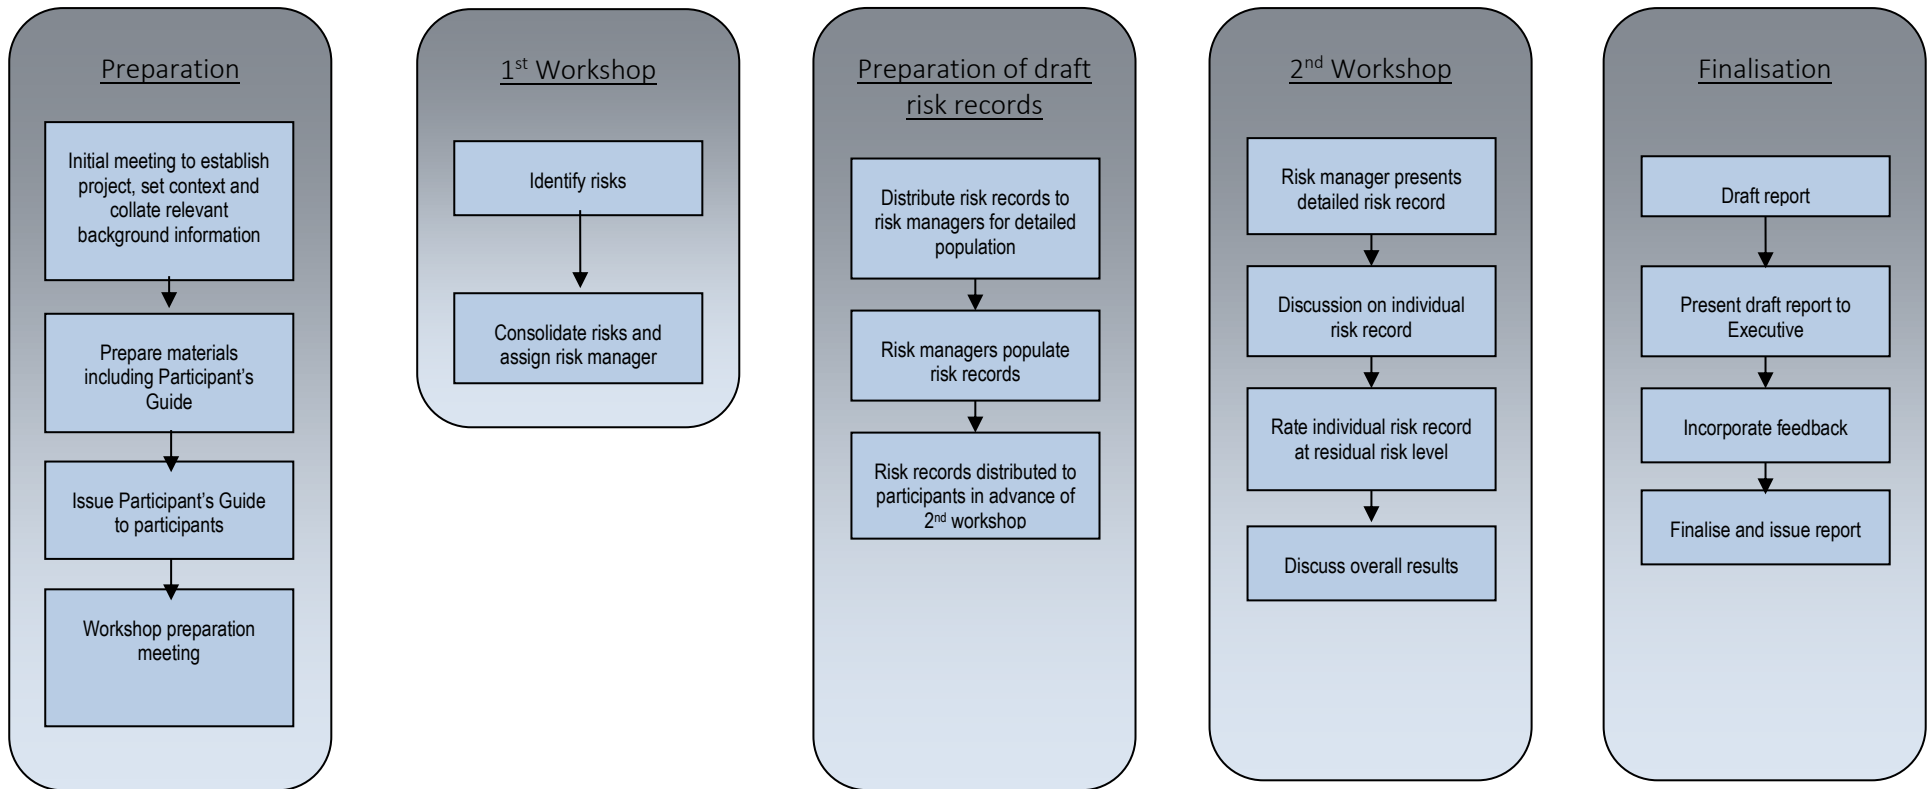 Preparation
Initial meeting to establish
project, set context and
collate relevant
background information
Prepare materials
including Participant's
Guide
Issue Participant's Guide
to participants
Workshop preparation
meeting
1st Workshop
Identify risks
Consolidate risks and
assign risk manager
Preparation of draft
risk records
Distribute risk records to
risk managers for detailed
population
Risk managers populate
risk records
Risk records distributed to
participants in advance of
2nd workshop
2nd Workshop
Risk manager presents
detailed risk record
Discussion on individual
risk record
Rate individual risk record
at residual risk level
Discuss overall results
Finalisation
Draft report
Present draft report to
Executive
Incorporate feedback
Finalise and issue report